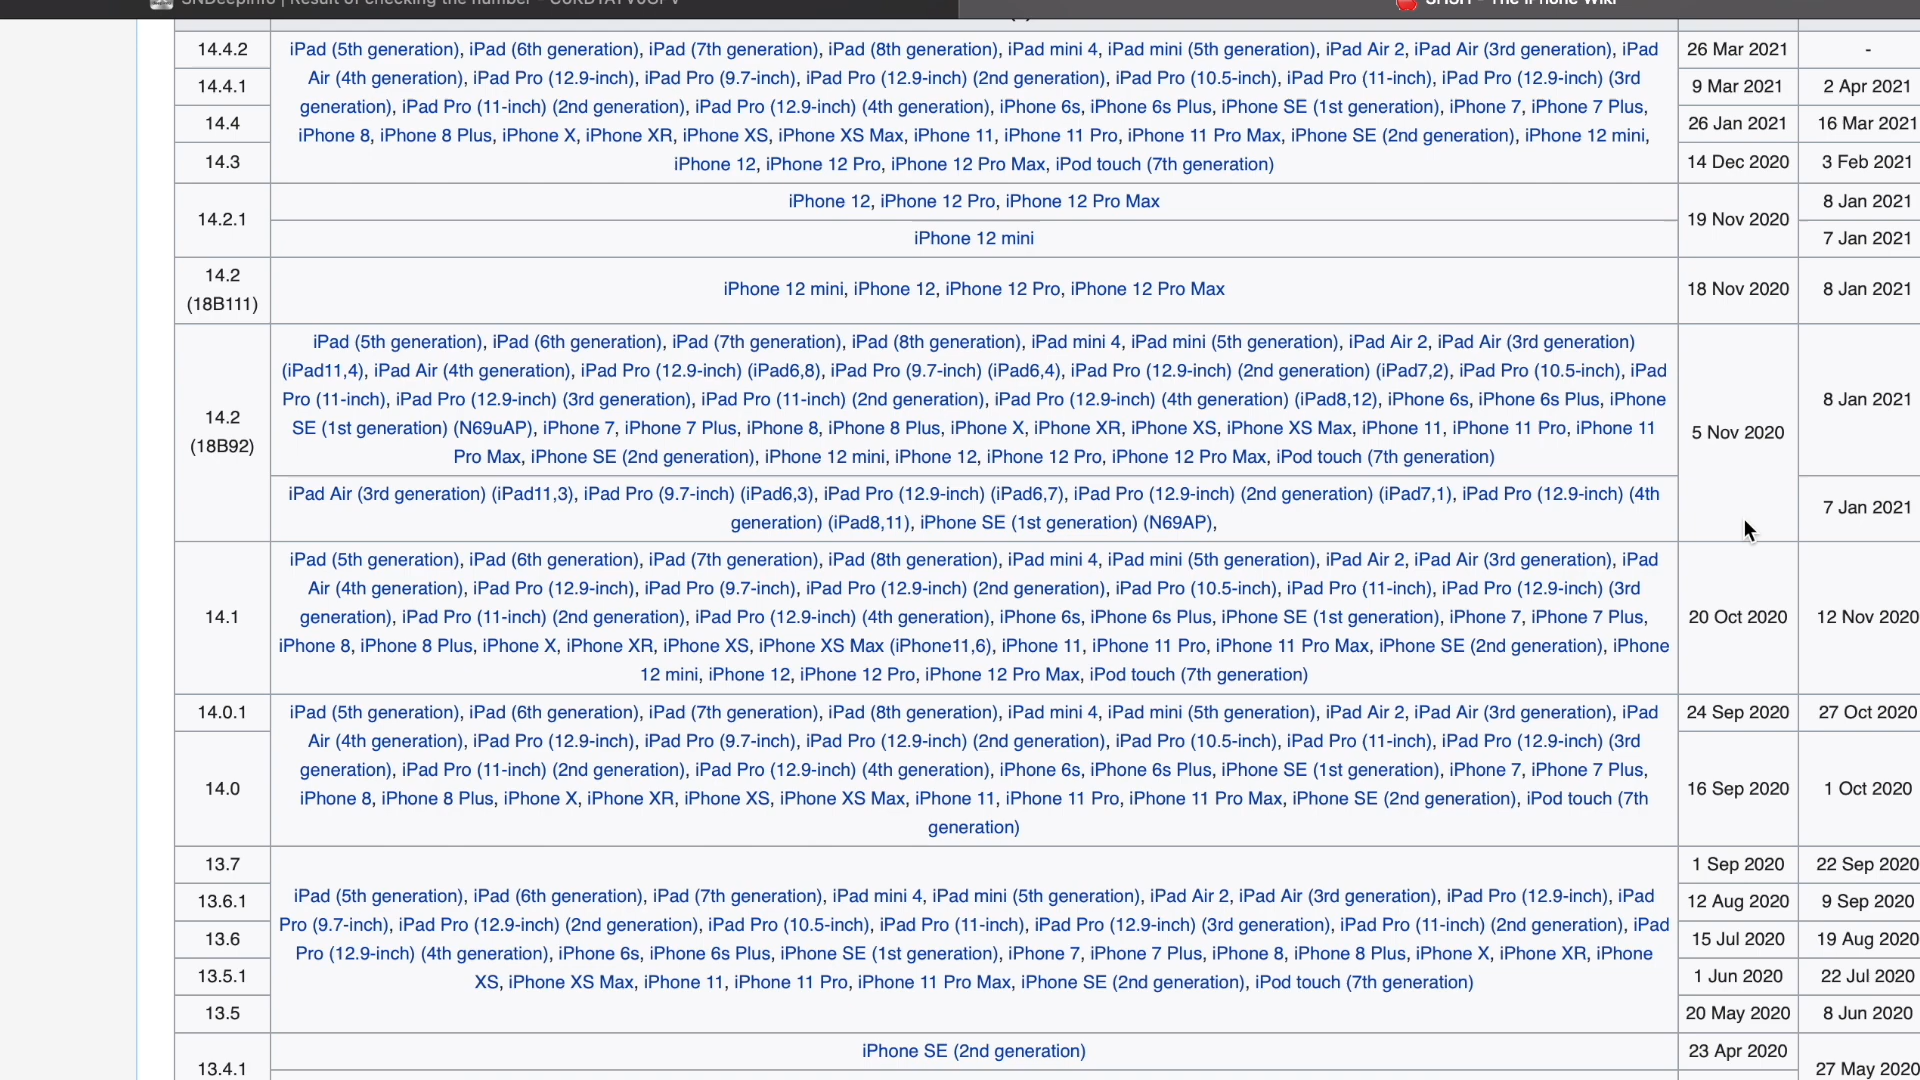 14.4.2
14.4.1
14.4
14.3
iPad (5th generation), iPad (6th generation), iPad (7th generation), iPad (8th generation), iPad mini 4, iPad mini (5th generation), iPad Air 2, iPad Air (3rd generation), iPad
Air (4th generation), iPad Pro (12.9-inch), iPad Pro (9.7-inch), iPad Pro (12.9-inch) (2nd generation), iPad Pro (10.5-inch), iPad Pro (11-inch), iPad Pro (12.9-inch) (3rd
generation), iPad Pro (11-inch) (2nd generation), iPad Pro (12.9-inch) (4th generation), iPhone 6s, iPhone 6s Plus, iPhone SE (1st generation), iPhone 7, iPhone 7 Plus,
iPhone 8, iPhone 8 Plus, iPhone X, iPhone XR, iPhone XS, iPhone XS Max, iPhone 11, iPhone 11 Pro, iPhone 11 Pro Max, iPhone SE (2nd generation), iPhone 12 mini,
iPhone 12, iPhone 12 Pro, iPhone 12 Pro Max, iPod touch (7th generation)
26 Mar 2021 -
9 Mar 2021 2 Apr 2021
26 Jan 2021 16 Mar 2021
14 Dec 2020 3 Feb 2021
14.2.1
iPhone 12, iPhone 12 Pro, iPhone 12 Pro Max
iPhone 12 mini
19 Nov 2020
8 Jan 2021
7 Jan 2021
14.2
(18B111)
iPhone 12 mini, iPhone 12, iPhone 12 Pro, iPhone 12 Pro Max
18 Nov 2020 8 Jan 2021
14.2
(18B92)
iPad (5th generation), iPad (6th generation), iPad (7th generation), iPad (8th generation), iPad mini 4, iPad mini (5th generation), iPad Air 2, iPad Air (3rd generation)
(iPad11,4), iPad Air (4th generation), iPad Pro (12.9-inch) (iPad6,8), iPad Pro (9.7-inch) (iPad6,4), iPad Pro (12.9-inch) (2nd generation) (iPad7,2), iPad Pro (10.5-inch), iPad
Pro (11-inch), iPad Pro (12.9-inch) (3rd generation), iPad Pro (11-inch) (2nd generation), iPad Pro (12.9-inch) (4th generation) (iPad8,12), iPhone 6s, iPhone 6s Plus, iPhone
SE (1st generation) (N69uAP), iPhone 7, iPhone 7 Plus, iPhone 8, iPhone 8 Plus, iPhone X, iPhone XR, iPhone XS, iPhone XS Max, iPhone 11, iPhone 11 Pro, iPhone 11
Pro Max, iPhone SE (2nd generation), iPhone 12 mini, iPhone 12, iPhone 12 Pro, iPhone 12 Pro Max, iPod touch (7th generation)
iPad Air (3rd generation) (iPad11,3), iPad Pro (9.7-inch) (iPad6,3), iPad Pro (12.9-inch) (iPad6,7), iPad Pro (12.9-inch) (2nd generation) (iPad7,1), iPad Pro (12.9-inch) (4th
generation) (iPad8,11), iPhone SE (1st generation) (N69AP),
5 Nov 2020
8 Jan 2021
7 Jan 2021
14.1
iPad (5th generation), iPad (6th generation), iPad (7th generation), iPad (8th generation), iPad mini 4, iPad mini (5th generation), iPad Air 2, iPad Air (3rd generation), iPad
Air (4th generation), iPad Pro (12.9-inch), iPad Pro (9.7-inch), iPad Pro (12.9-inch) (2nd generation), iPad Pro (10.5-inch), iPad Pro (11-inch), iPad Pro (12.9-inch) (3rd
generation), iPad Pro (11-inch) (2nd generation), iPad Pro (12.9-inch) (4th generation), iPhone 6s, iPhone 6s Plus, iPhone SE (1st generation), iPhone 7, iPhone 7 Plus,
iPhone 8, iPhone 8 Plus, iPhone X, iPhone XR, iPhone XS, iPhone XS Max (iPhone11,6), iPhone 11, iPhone 11 Pro, iPhone 11 Pro Max, iPhone SE (2nd generation), iPhone
12 mini, iPhone 12, iPhone 12 Pro, iPhone 12 Pro Max, iPod touch (7th generation)
20 Oct 2020 12 Nov 2020
14.0.1
14.0
iPad (5th generation), iPad (6th generation), iPad (7th generation), iPad (8th generation), iPad mini 4, iPad mini (5th generation), iPad Air 2, iPad Air (3rd generation), iPad
Air (4th generation), iPad Pro (12.9-inch), iPad Pro (9.7-inch), iPad Pro (12.9-inch) (2nd generation), iPad Pro (10.5-inch), iPad Pro (11-inch), iPad Pro (12.9-inch) (3rd
generation), iPad Pro (11-inch) (2nd generation), iPad Pro (12.9-inch) (4th generation), iPhone 6s, iPhone 6s Plus, iPhone SE (1st generation), iPhone 7, iPhone 7 Plus,
iPhone 8, iPhone 8 Plus, iPhone X, iPhone XR, iPhone XS, iPhone XS Max, iPhone 11, iPhone 11 Pro, iPhone 11 Pro Max, iPhone SE (2nd generation), iPod touch (7th
generation)
24 Sep 2020 27 Oct 2020
16 Sep 2020 1 Oct 2020
13.7
13.6.1
13.6
13.5.1
13.5
iPad (5th generation), iPad (6th generation), iPad (7th generation), iPad mini 4, iPad mini (5th generation), iPad Air 2, iPad Air (3rd generation), iPad Pro (12.9-inch), iPad
Pro (9.7-inch), iPad Pro (12.9-inch) (2nd generation), iPad Pro (10.5-inch), iPad Pro (11-inch), iPad Pro (12.9-inch) (3rd generation), iPad Pro (11-inch) (2nd generation), iPad
Pro (12.9-inch) (4th generation), iPhone 6s, iPhone 6s Plus, iPhone SE (1st generation), iPhone 7, iPhone 7 Plus, iPhone 8, iPhone 8 Plus, iPhone X, iPhone XR, iPhone
XS, iPhone XS Max, iPhone 11, iPhone 11 Pro, iPhone 11 Pro Max, iPhone SE (2nd generation), iPod touch (7th generation)
1 Sep 2020 22 Sep 2020
12 Aug 2020 9 Sep 2020
15 Jul 2020 19 Aug 2020
1 Jun 2020 22 Jul 2020
20 May 2020 8 Jun 2020
13.4.1
iPhone SE (2nd generation)
23 Apr 2020
27 May 2020